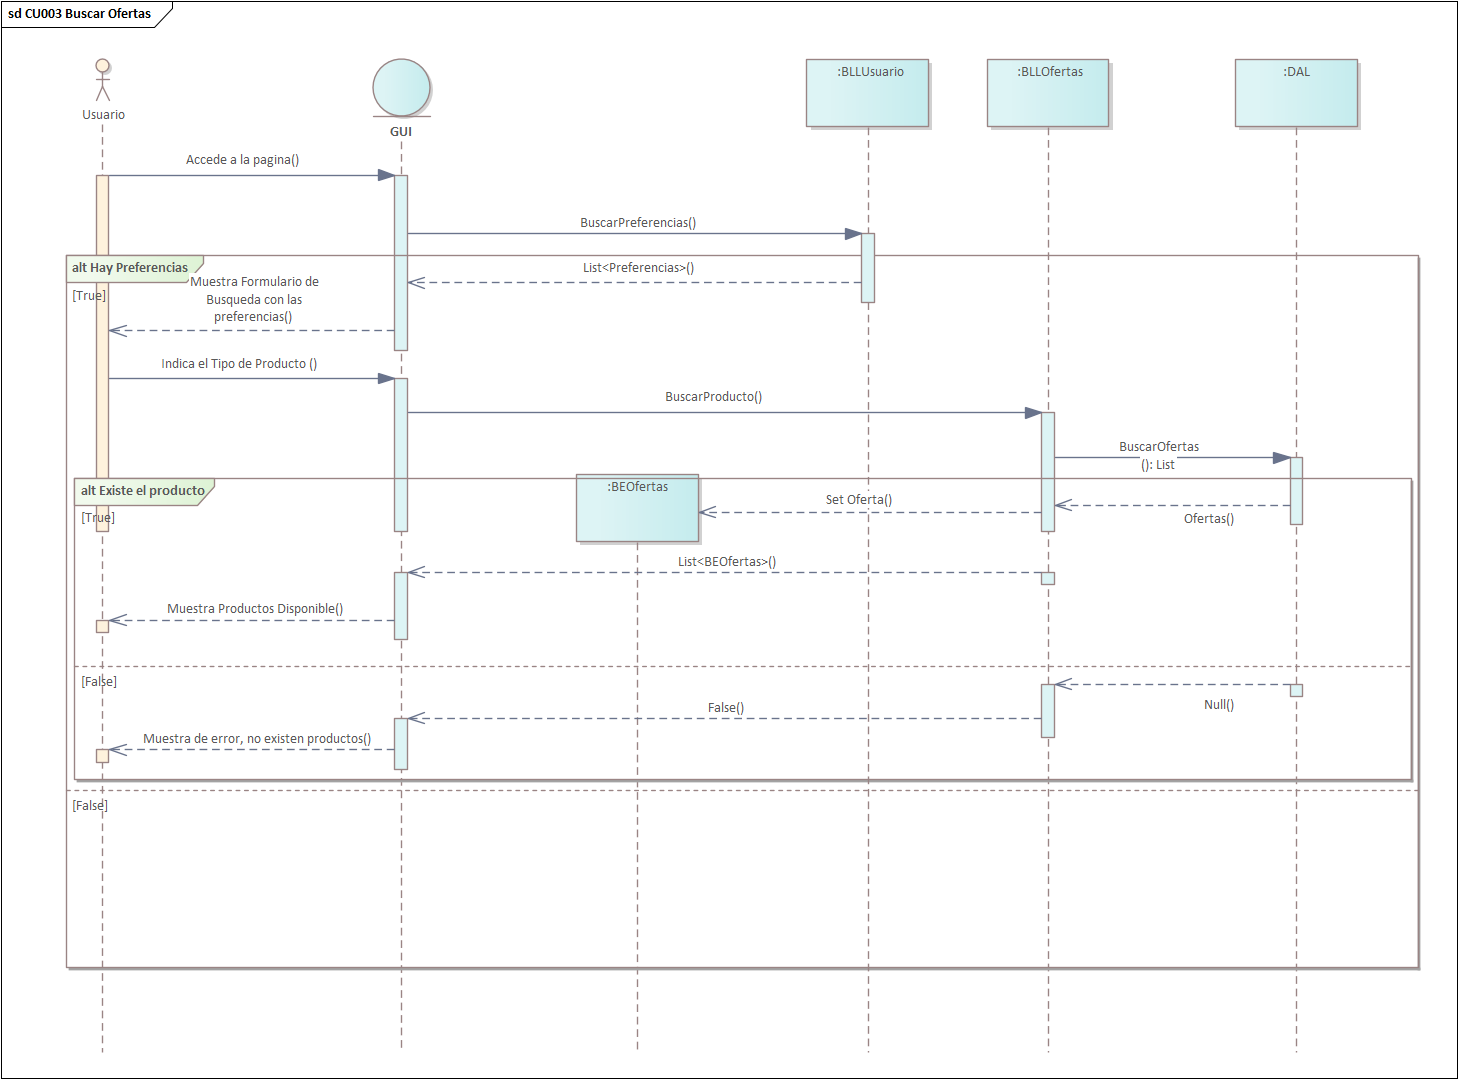 sd CU003 Buscar Ofertas
Usuario
GUI
:BLLUsuario
:BLLOfertas
:DAL
Accede a la pagina()
BuscarPreferencias()
alt Hay Preferencias
[True]
List<Preferencias>()
Muestra Formulario de
Busqueda con las
preferencias()
Indica el Tipo de Producto ()
BuscarProducto()
BuscarOfertas
(): List
alt Existe el producto
[True]
:BEOfertas
Set Oferta()
Ofertas()
List<BEOfertas>()
Muestra Productos Disponible()
[False]
Null()
False()
Muestra de error, no existen productos()
[False]